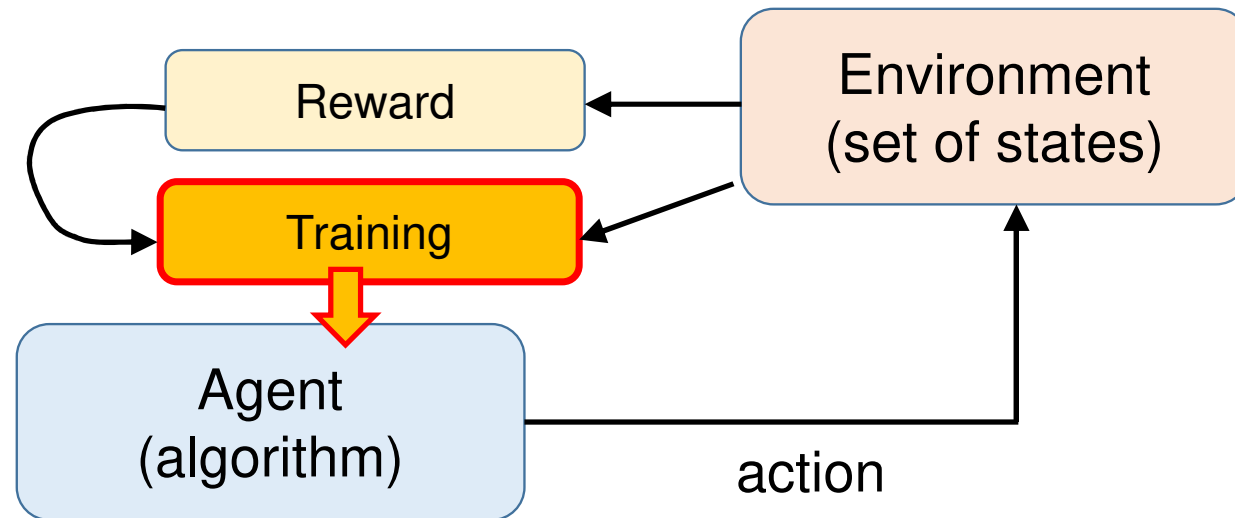 Reward
Environment
(set of states)
Training
Agent
(algorithm)
action